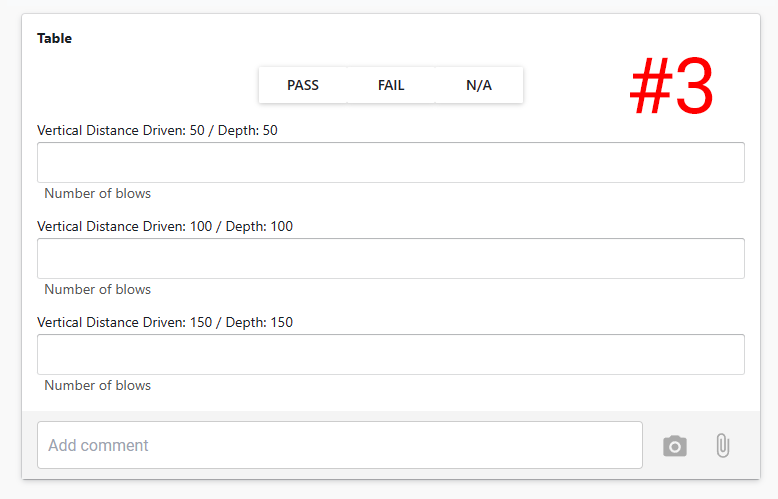 Table
#3
PASS FAIL N/A
Vertical Distance Driven: 50 / Depth: 50
Number of blows
Vertical Distance Driven: 100 / Depth: 100
Number of blows
Vertical Distance Driven: 150 / Depth: 150
Number of blows
Add comment